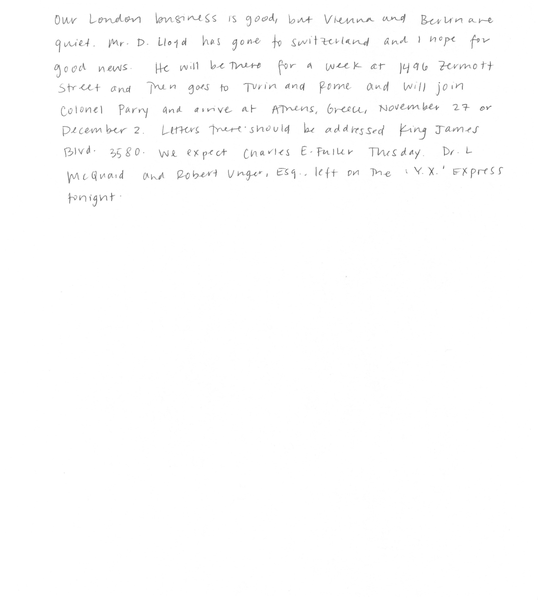 Our London business is good, but Vienna and Berlin are
quiet. Mr. D. Lloyd has gone to Switzerland and I hope for
good news. He will be there for a week at 1496 Zermott
Street and then goes to Turin and Rome and will join
Colonel Parry and arrive at Athens, Greece, November 27 or
December 2. Letters there should be addressed King James
Blvd. 3580. We expect Charles E. Fuller Thesday. Dr. L
McQuaid and Robert Unger, Esq., left on the 'Y.X.' Express
tonight.